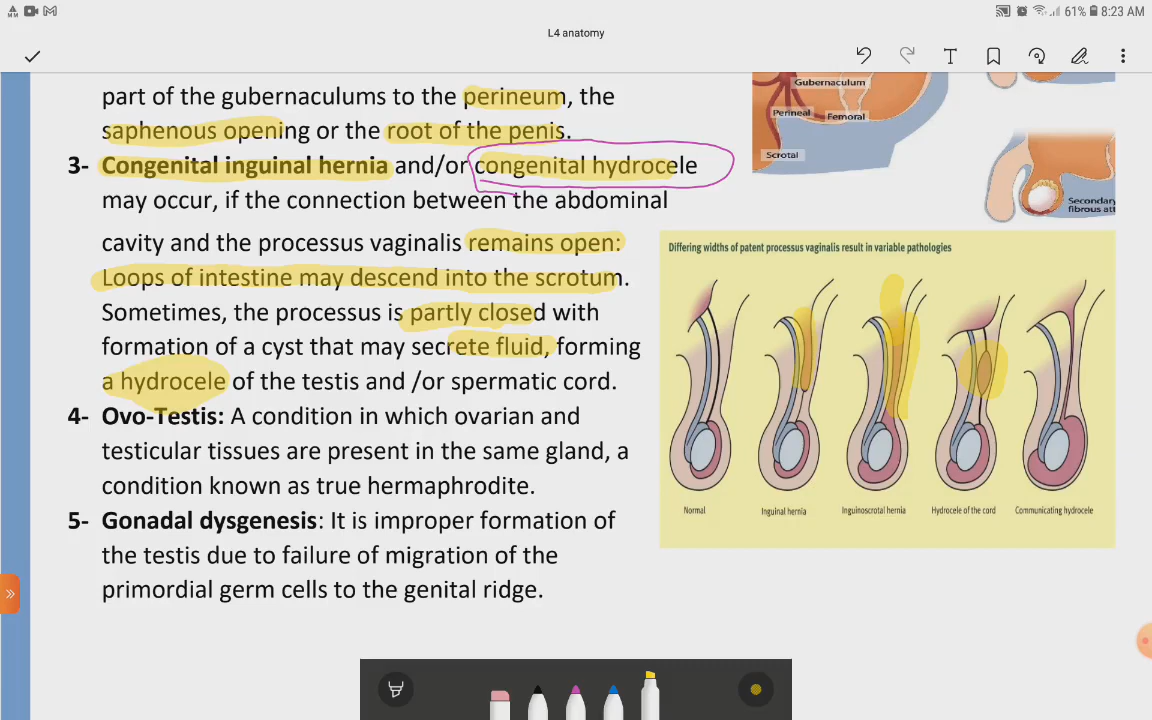 61% 8:23 AM
L4 anatomy
part of the gubernaculums to the perineum, the
saphenous opening or the root of the penis.
3- Congenital inguinal hernia and/or congenital hydrocele
may occur, if the connection between the abdominal
cavity and the processus vaginalis remains open:
Loops of intestine may descend into the scrotum.
Sometimes, the processus is partly closed with
formation of a cyst that may secrete fluid, forming
a hydrocele of the testis and /or spermatic cord.
4- Ovo-Testis: A condition in which ovarian and
testicular tissues are present in the same gland, a
condition known as true hermaphrodite.
5- Gonadal dysgenesis: It is improper formation of
the testis due to failure of migration of the
primordial germ cells to the genital ridge.
Gubernaculum
Perineal
Femoral
Scrotal
Secondary
fibrous att
Differing widths of patent processus vaginalis result in variable pathologies
Normal
Inguinal hernia
Inguinoscrotal hernia
Hydrocele of the cord
Communicating hydrocele